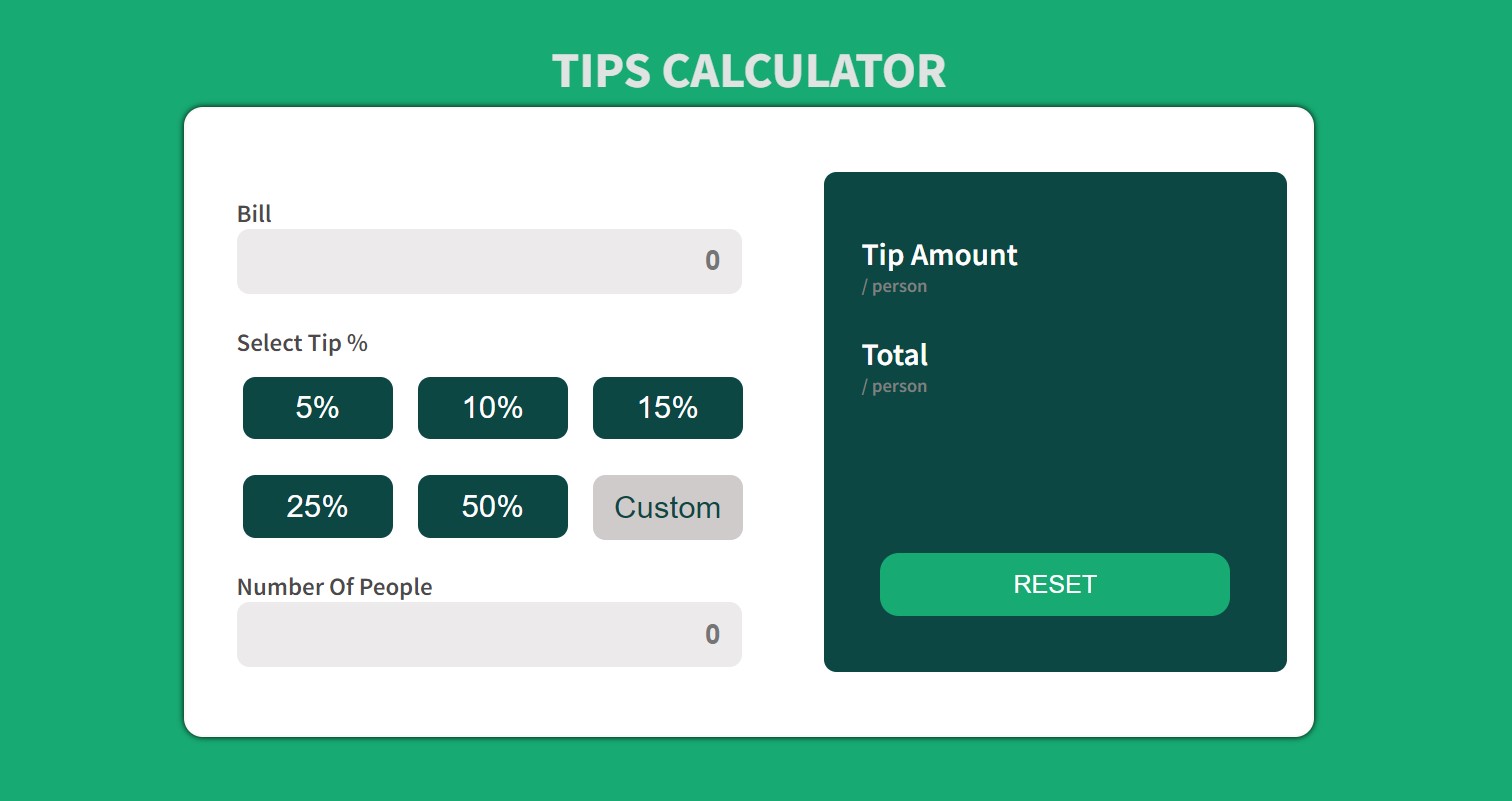 TIPS CALCULATOR
Bill
0
Select Tip %
5% 10% 15%
25% 50% Custom
Number Of People
0
Tip Amount
/ person
Total
/ person
RESET